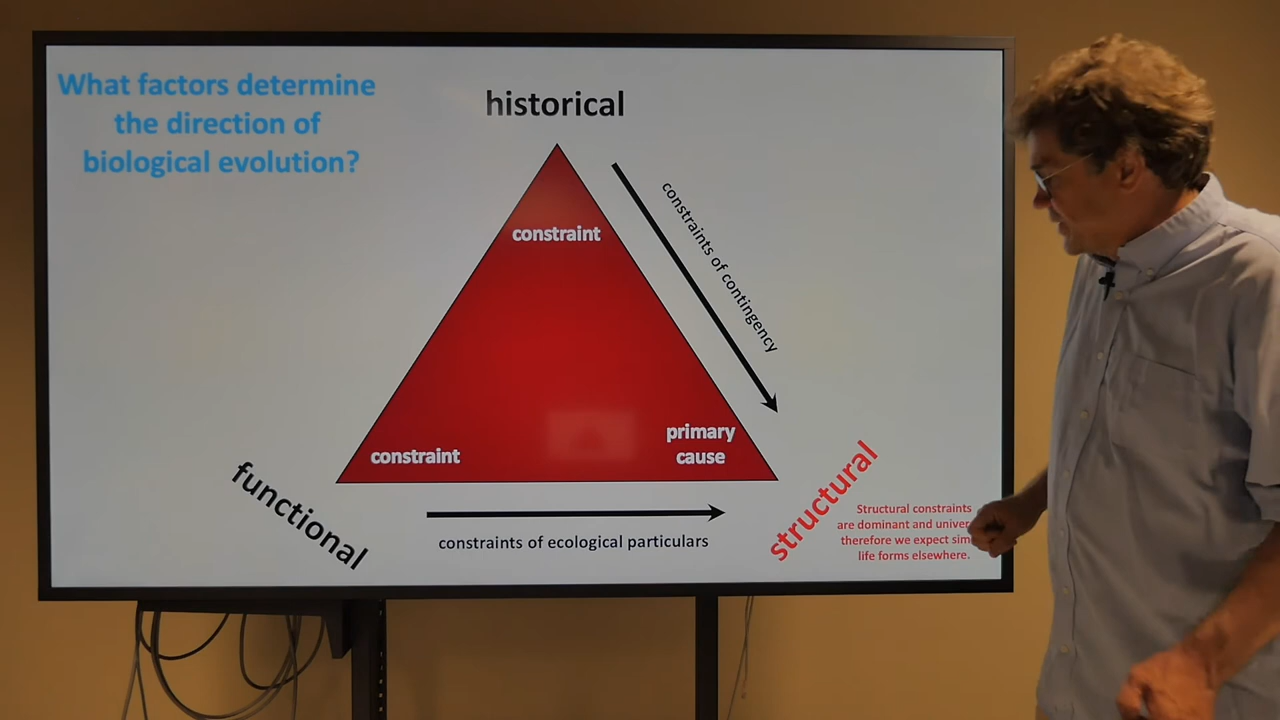 What factors determine
the direction of
biological evolution?
historical
constraint
constraints of contingency
primary
cause
constraint
functional
structural
constraints of ecological particulars
Structural constraints
are dominant and
therefore we expect
life forms elsewhere.